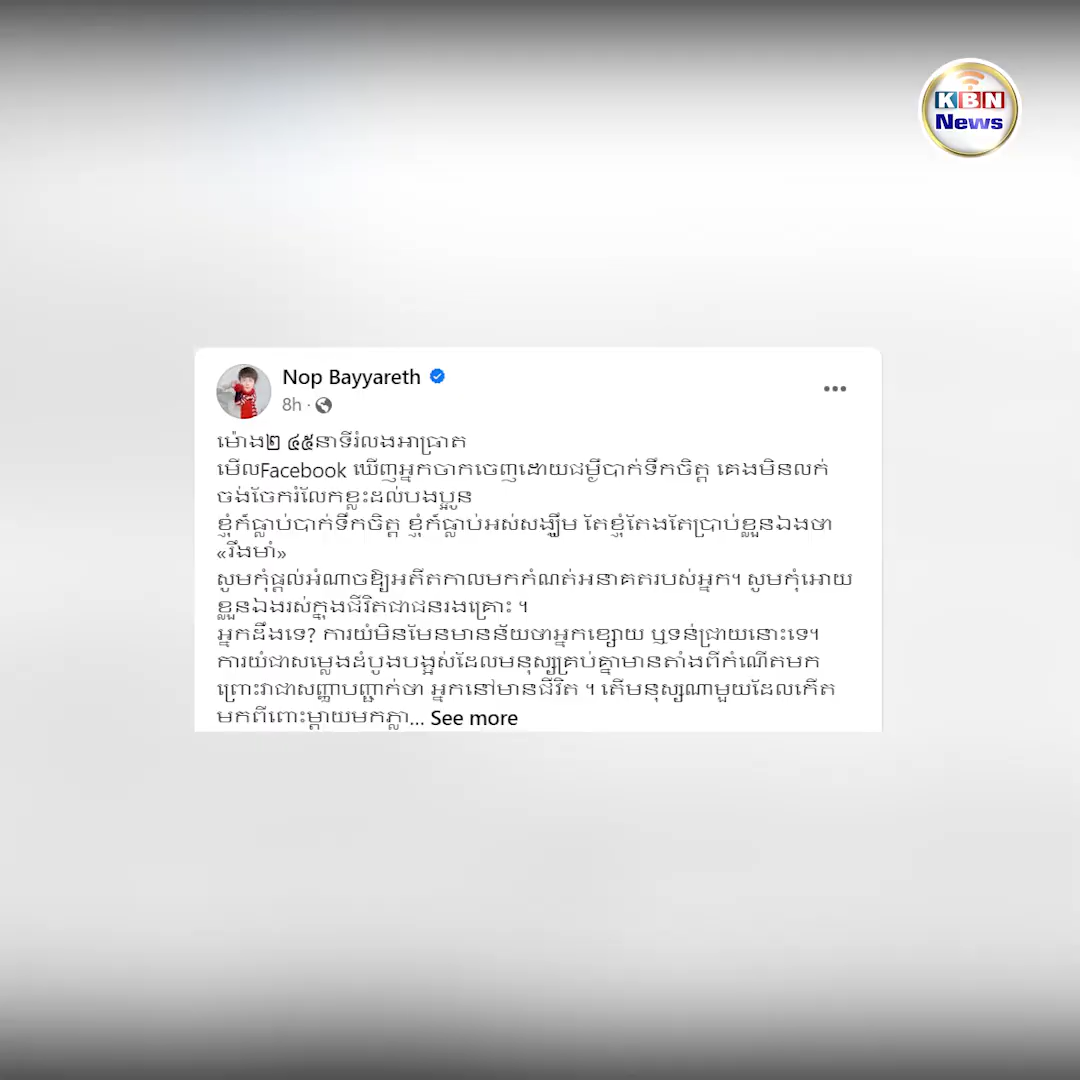 KBN
News
Nop Bayyareth
8h ·
ម៉ោង២ ៤៥នាទីរំលងអាធ្រាត
មើលFacebook ឃើញអ្នកចាកចេញដោយជម្ងឺបាក់ទឹកចិត្ត គេងមិនលក់
ចង់ចែករំលែកខ្លះដល់បងប្អូន
ខ្ញុំក៍ធ្លាប់បាក់ទឹកចិត្ត ខ្ញុំក៍ធ្លាប់អស់សង្ឃឹម តែខ្ញុំតែងតែប្រាប់ខ្លួនឯងថា
«រឹងមាំ»
សូមកុំផ្តល់អំណាចឱ្យអតីតកាលមកកំណត់អនាគតរបស់អ្នក។ សូមកុំអោយ
ខ្លួនឯងរស់ក្នុងជីវិតជាជនរងគ្រោះ ។
អ្នកដឹងទេ? ការយំមិនមែនមានន័យថាអ្នកខ្សោយ ឬទន់ជ្រាយនោះទេ។
ការយំជាសម្លេងដំបូងបង្អស់ដែលមនុស្សគ្រប់គ្នាមានតាំងពីកំណើតមក
ព្រោះវាជាសញ្ញាបញ្ជាក់ថា អ្នកនៅមានជីវិត ។ តើមនុស្សណាមួយដែលកើត
មកពីពោះម្តាយមកភ្លា... See more